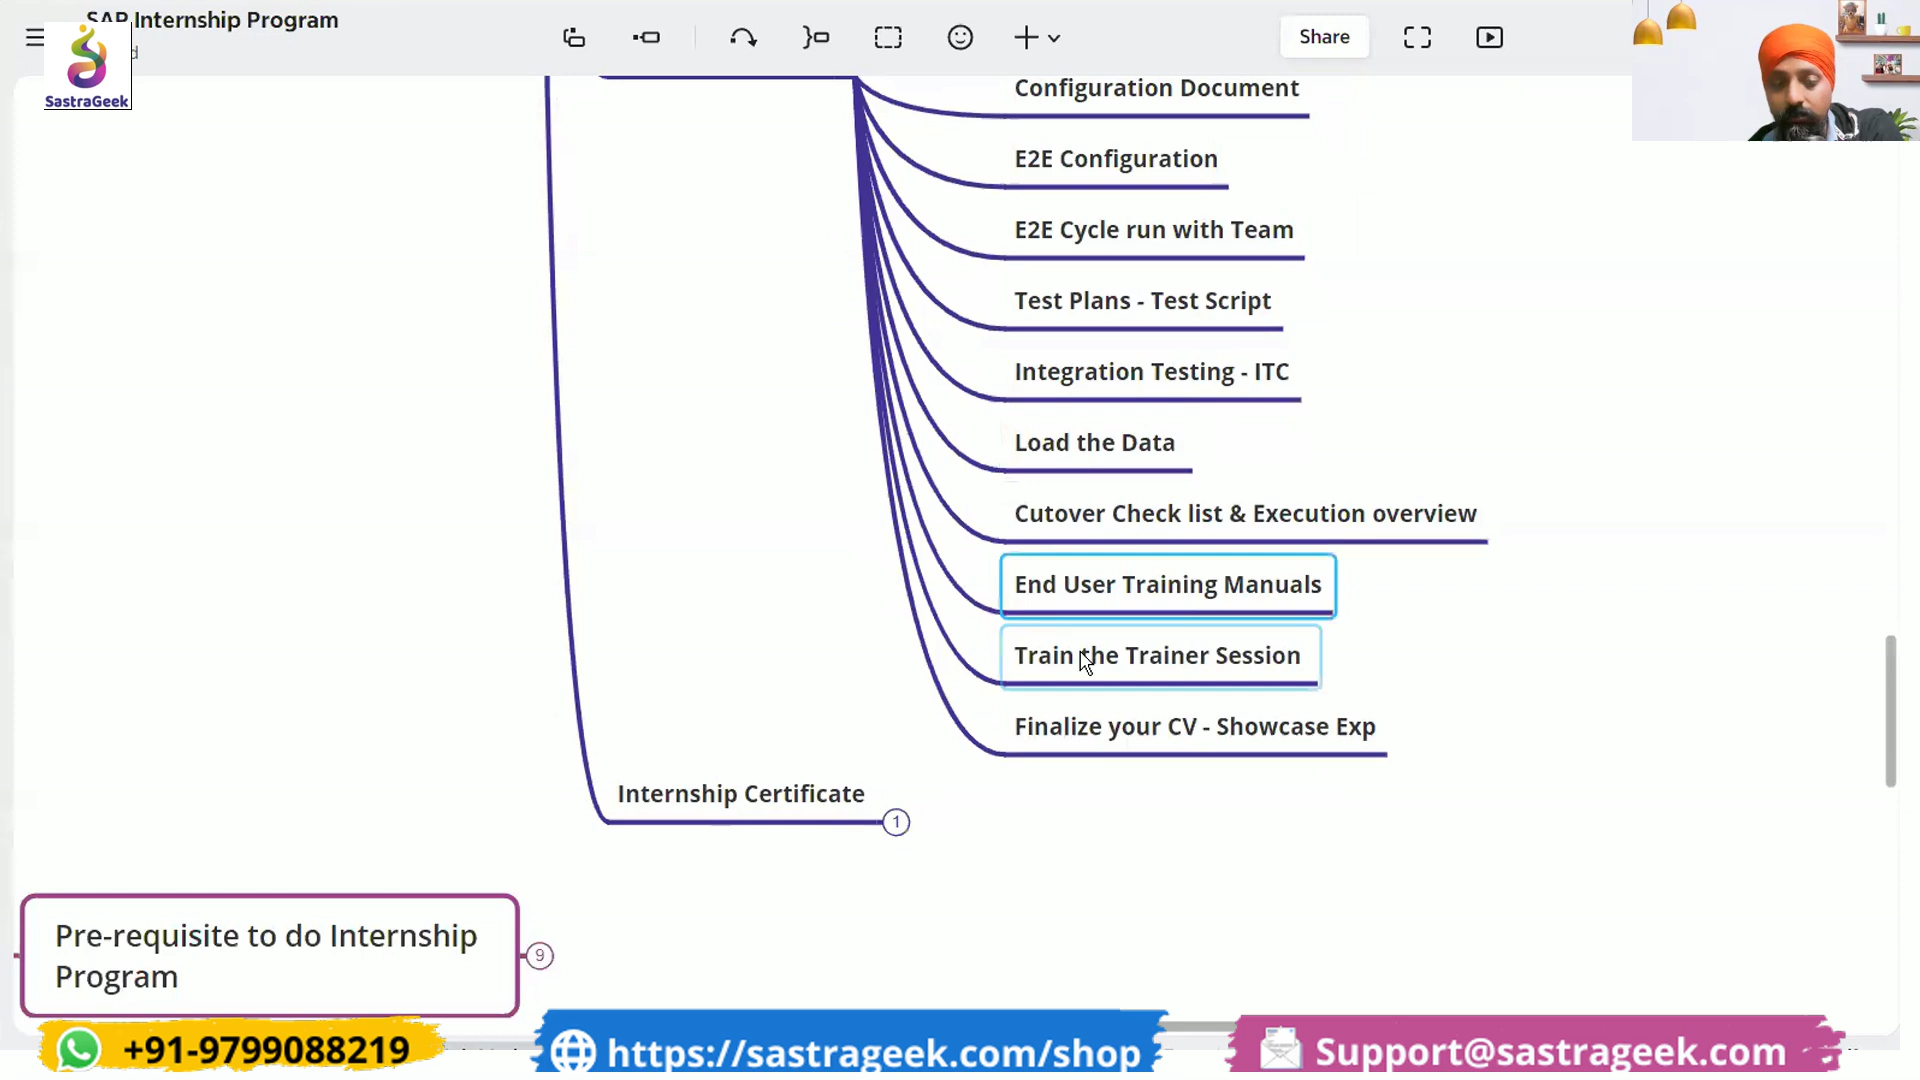 SAP Internship Program
d
SastraGeek
Share
Configuration Document
E2E Configuration
E2E Cycle run with Team
Test Plans - Test Script
Integration Testing - ITC
Load the Data
Cutover Check list & Execution overview
End User Training Manuals
Train the Trainer Session
Finalize your CV - Showcase Exp
Internship Certificate
1
Pre-requisite to do Internship
Program
9
+91-9799088219
https://sastrageek.com/shop
Support@sastrageek.com